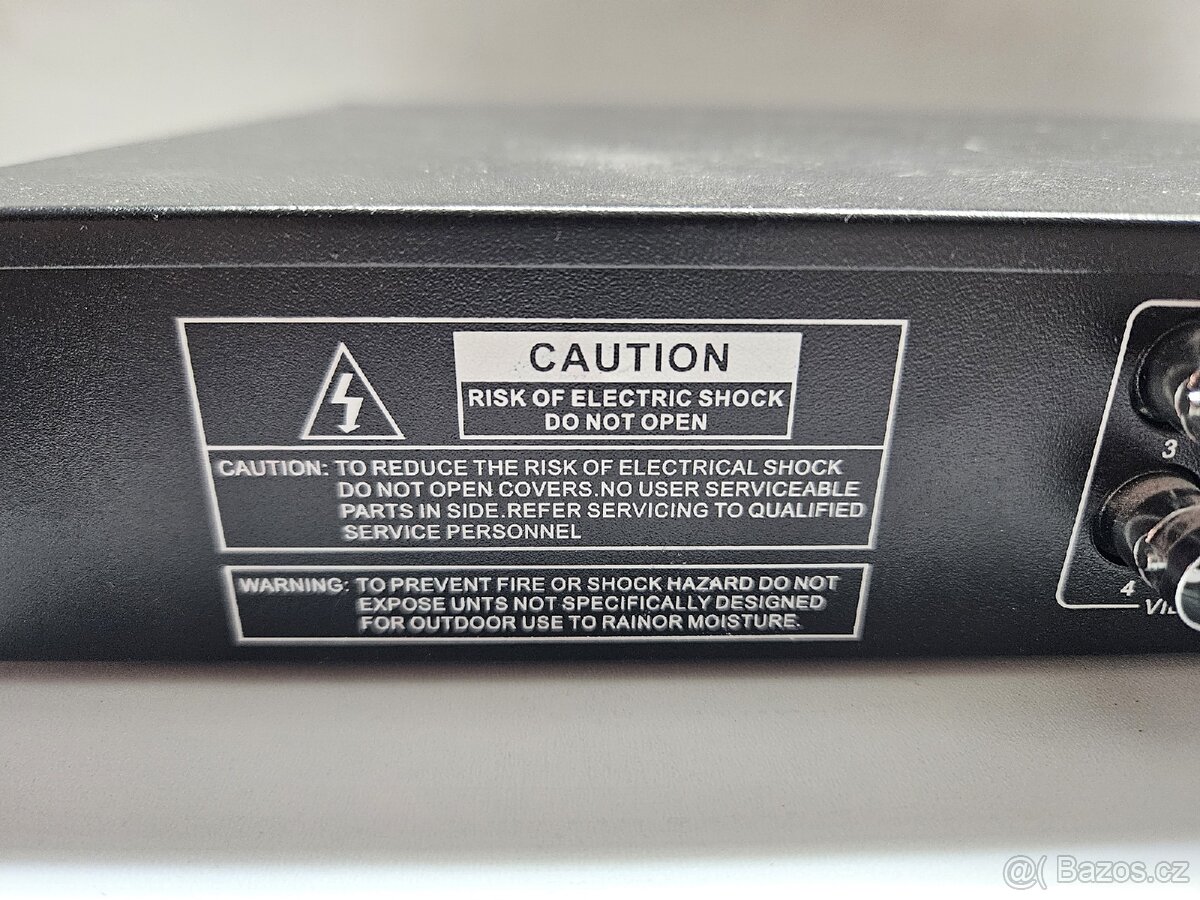 CAUTION
RISK OF ELECTRIC SHOCK
DO NOT OPEN
CAUTION: TO REDUCE THE RISK OF ELECTRICAL SHOCK
DO NOT OPEN COVERS.NO USER SERVICEABLE
PARTS IN SIDE.REFER SERVICING TO QUALIFIED
SERVICE PERSONNEL
WARNING: TO PREVENT FIRE OR SHOCK HAZARD DO NOT
EXPOSE UNTS NOT SPECIFICALLY DESIGNED
FOR OUTDOOR USE TO RAINOR MOISTURE.
3
4
@( Bazos.cz